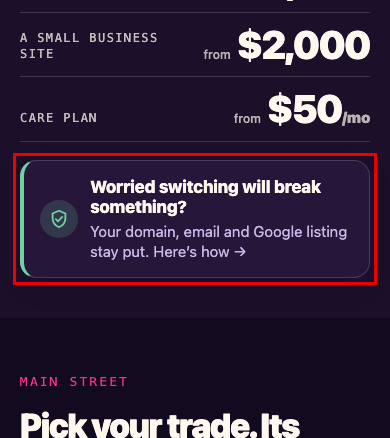 A SMALL BUSINESS
SITE
from $2,000
CARE PLAN
from $50/mo
Worried switching will break
something?
Your domain, email and Google listing
stay put. Here’s how →
MAIN STREET
Pick your trade. Its